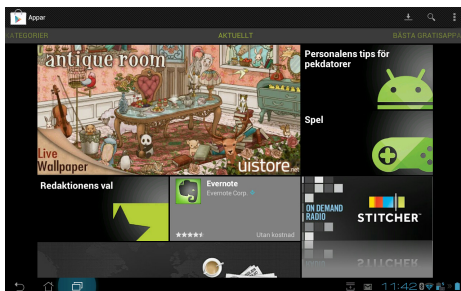 Appar
KATEGORIER
AKTUELLT
BÄSTA GRATISAPPA
antique room
Live
Wallpaper
uistore.net
Personalens tips för
pekdatorer
Spel
Redaktionens val
Evernote
Evernote Corp.
Utan kostnad
ON DEMAND
RADIO
STITCHER
11:42